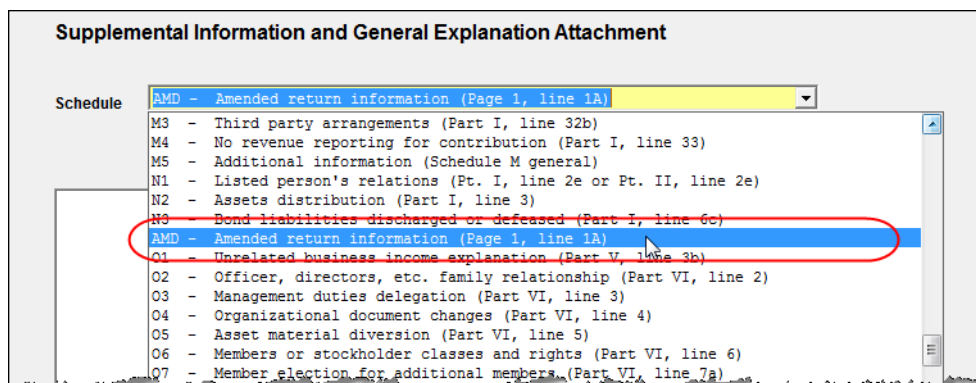 Supplemental Information and General Explanation Attachment
Schedule AMD - Amended return information (Page 1, line 1A)
M3 - Third party arrangements (Part I, line 32b)
M4 - No revenue reporting for contribution (Part I, line 33)
M5 - Additional information (Schedule M general)
N1 - Listed person's relations (Pt. I, line 2e or Pt. II, line 2e)
N2 - Assets distribution (Part I, line 3)
N3 - Bond liabilities discharged or defeased (Part I, line 6c)
AMD - Amended return information (Page 1, line 1A)
O1 - Unrelated business income explanation (Part V, line 3b)
O2 - Officer, directors, etc. family relationship (Part VI, line 2)
O3 - Management duties delegation (Part VI, line 3)
O4 - Organizational document changes (Part VI, line 4)
O5 - Asset material diversion (Part VI, line 5)
O6 - Members or stockholder classes and rights (Part VI, line 6)
O7 - Member election for additional members (Part VI, line 7a)